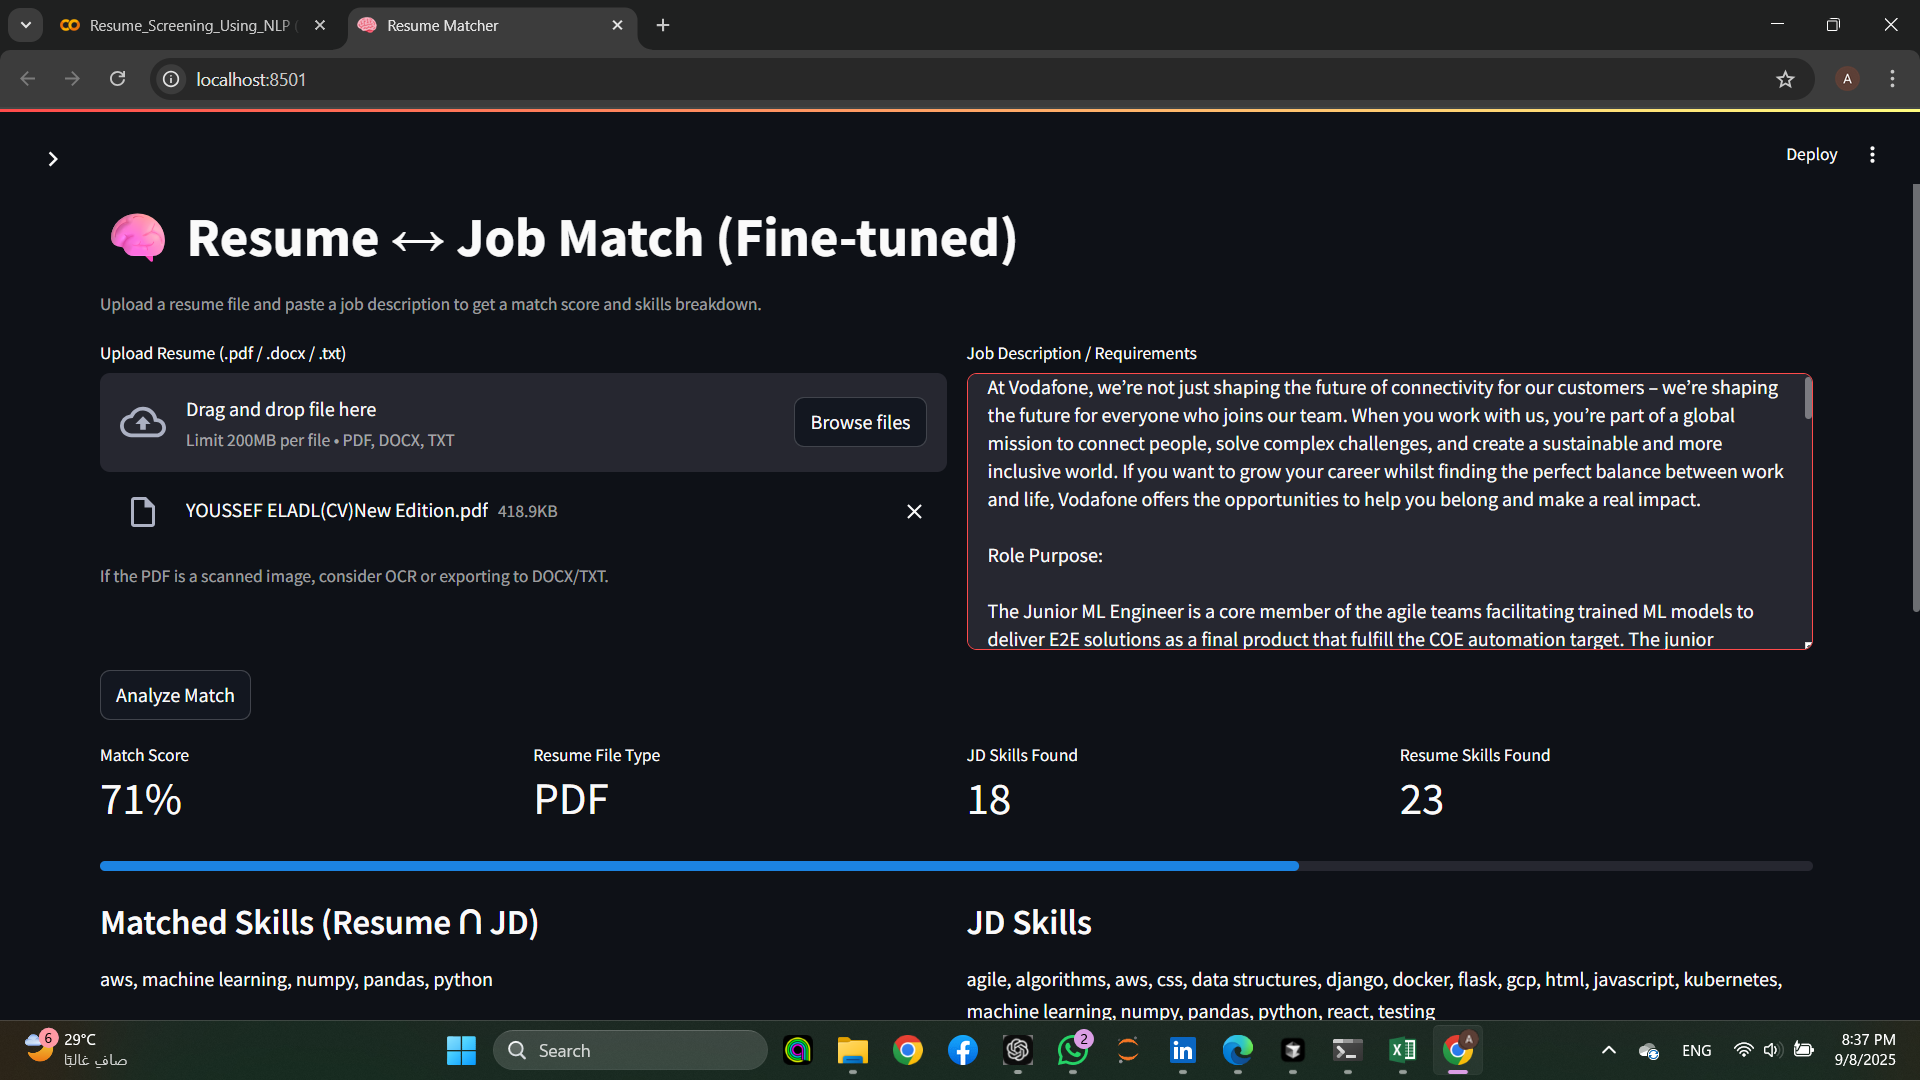 Resume_Screening_Using_NLP
Resume Matcher
localhost:8501
A
Deploy
Resume ↔ Job Match (Fine-tuned)
Upload a resume file and paste a job description to get a match score and skills breakdown.
Upload Resume (.pdf / .docx / .txt)
Drag and drop file here
Limit 200MB per file • PDF, DOCX, TXT
Browse files
YOUSSEF ELADL(CV)New Edition.pdf 418.9KB
If the PDF is a scanned image, consider OCR or exporting to DOCX/TXT.
Job Description / Requirements
At Vodafone, we’re not just shaping the future of connectivity for our customers – we’re shaping
the future for everyone who joins our team. When you work with us, you’re part of a global
mission to connect people, solve complex challenges, and create a sustainable and more
inclusive world. If you want to grow your career whilst finding the perfect balance between work
and life, Vodafone offers the opportunities to help you belong and make a real impact.
Role Purpose:
The Junior ML Engineer is a core member of the agile teams facilitating trained ML models to
deliver E2E solutions as a final product that fulfill the COE automation target. The junior
Analyze Match
Match Score
71%
Resume File Type
PDF
JD Skills Found
18
Resume Skills Found
23
Matched Skills (Resume ∩ JD)
aws, machine learning, numpy, pandas, python
JD Skills
agile, algorithms, aws, css, data structures, django, docker, flask, gcp, html, javascript, kubernetes,
machine learning, numpy, pandas, python, react, testing
6
29°C
صافي غالبًا
Search
2
in
A
ENG
8:37 PM
9/8/2025